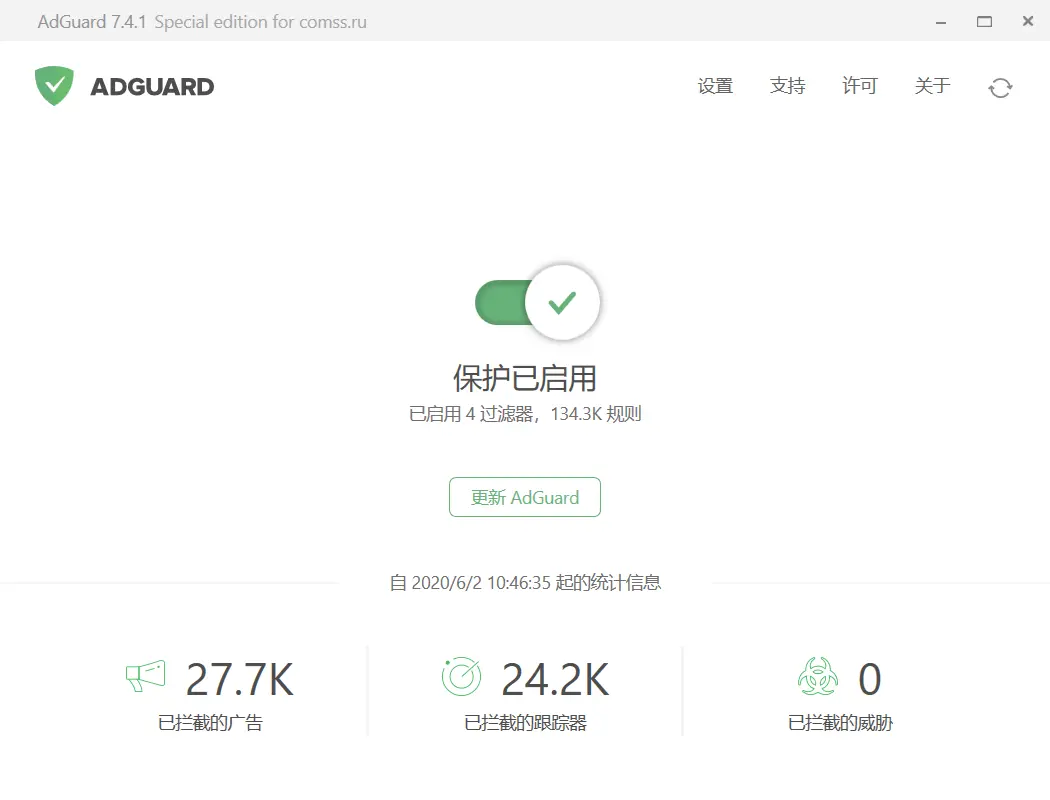 AdGuard 7.4.1 Special edition for comss.ru
ADGUARD
设置 支持 许可 关于
保护已启用
已启用 4 过滤器，134.3K 规则
更新 AdGuard
自 2020/6/2 10:46:35 起的统计信息
27.7K 24.2K 0
已拦截的广告 已拦截的跟踪器 已拦截的威胁